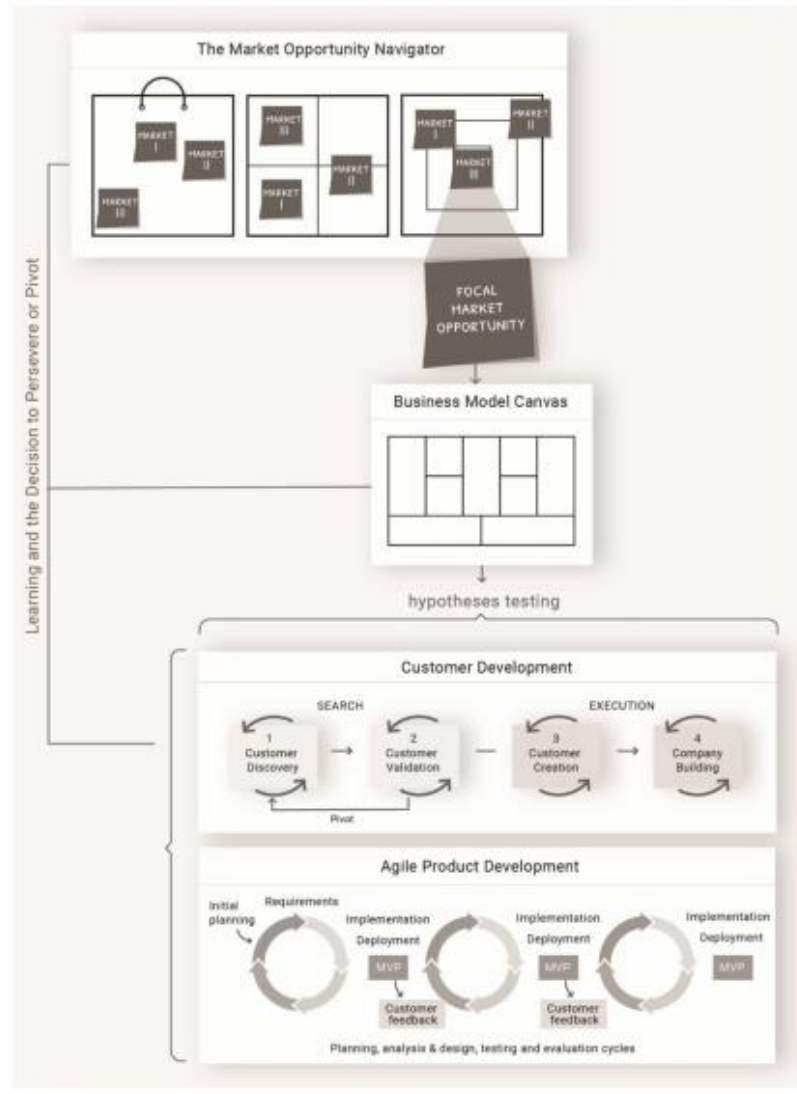 The Market Opportunity Navigator
MARKET
I
MARKET
II
MARKET
III
MARKET
III
MARKET
II
MARKET
I
MARKET
I
MARKET
II
MARKET
III
FOCAL
MARKET
OPPORTUNITY
Learning and the Decision to Persevere or Pivot
Business Model Canvas
hypotheses testing
Customer Development
SEARCH
EXECUTION
1
Customer
Discovery
2
Customer
Validation
3
Customer
Creation
4
Company
Building
Pivot
Agile Product Development
Initial
planning
Requirements
Implementation
Deployment
MVP
Customer
feedback
Implementation
Deployment
MVP
Customer
feedback
Implementation
Deployment
MVP
Planning, analysis & design, testing and evaluation cycles